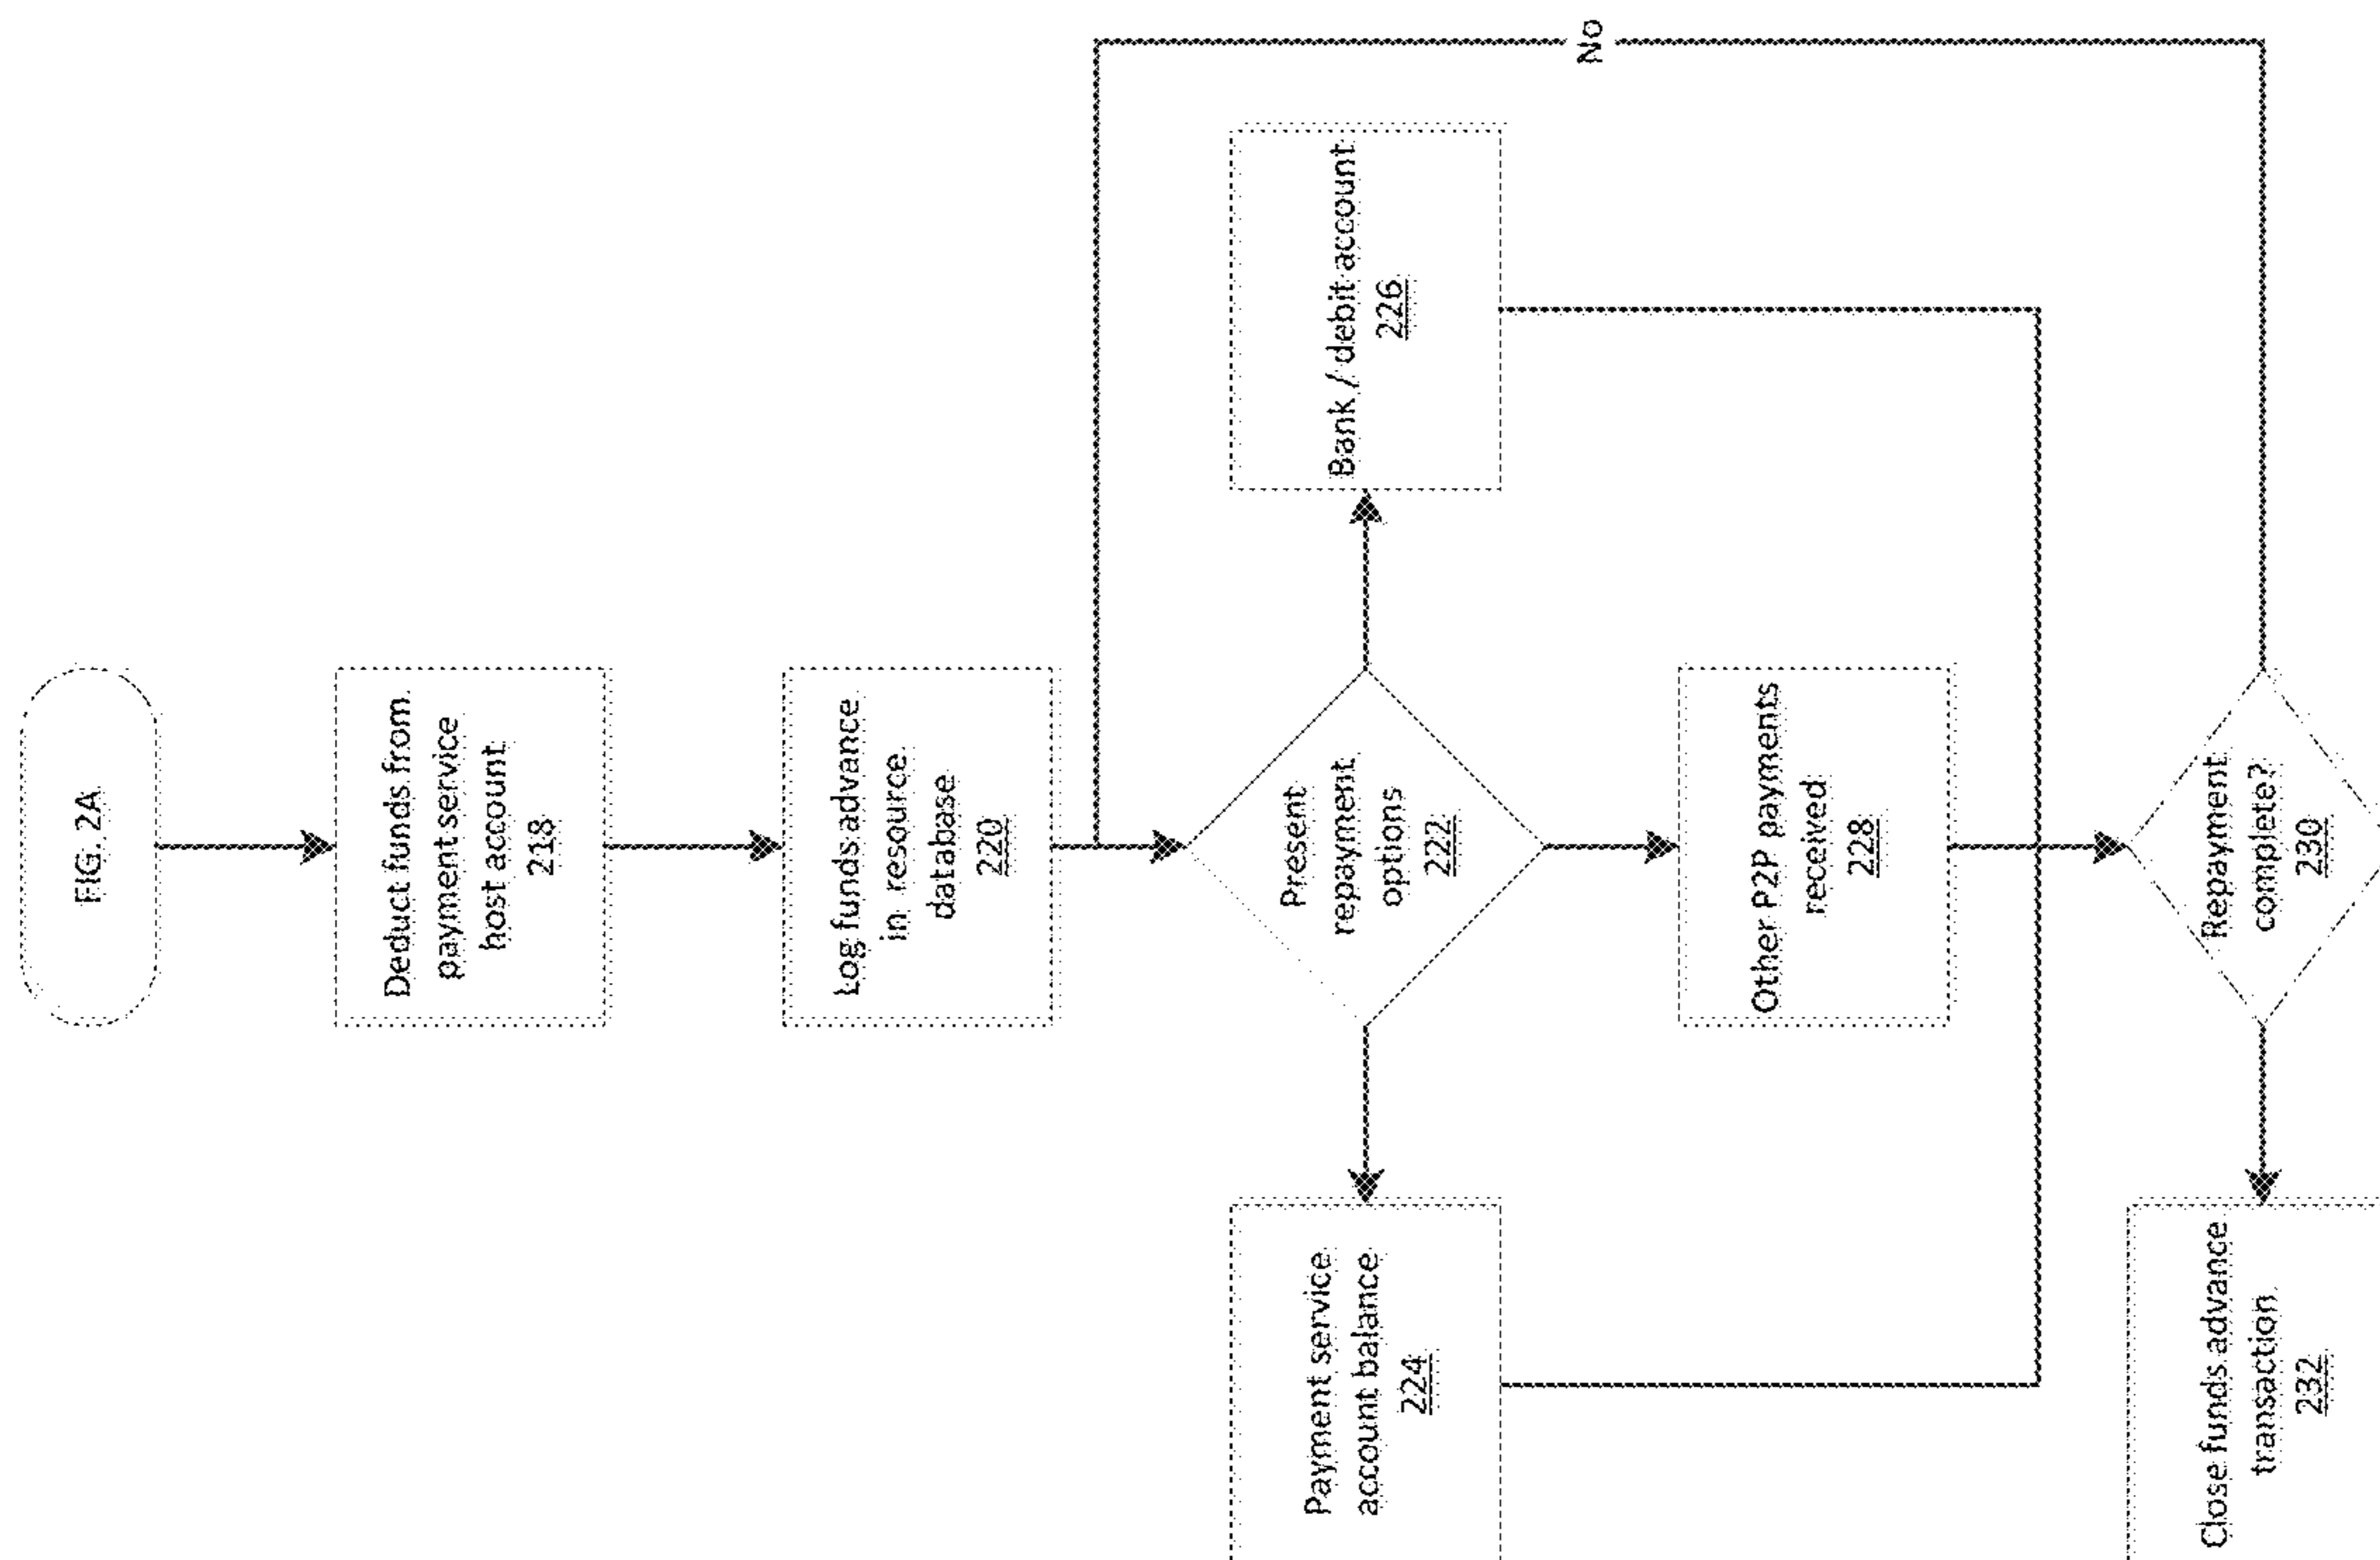 FIG. 2A
Deduct funds from
payment service
host account
218
Log funds advance
in resource
database
220
Present
repayment
options
222
Bank / debit account
226
Payment service
account balance
224
Other P2P payments
received
228
Repayment
complete?
230
No
Close funds advance
transaction
232